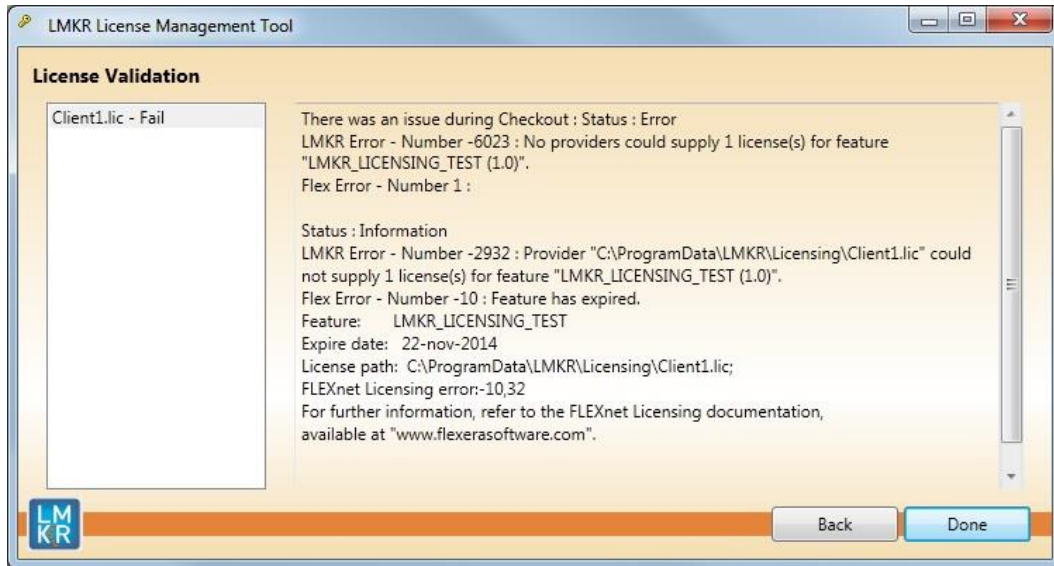 LMKR License Management Tool
License Validation
Client1.lic - Fail
There was an issue during Checkout : Status : Error
LMKR Error - Number -6023 : No providers could supply 1 license(s) for feature
"LMKR_LICENSING_TEST (1.0)".
Flex Error - Number 1 :
Status : Information
LMKR Error - Number -2932 : Provider "C:\ProgramData\LMKR\Licensing\Client1.lic" could
not supply 1 license(s) for feature "LMKR_LICENSING_TEST (1.0)".
Flex Error - Number -10 : Feature has expired.
Feature: LMKR_LICENSING_TEST
Expire date: 22-nov-2014
License path: C:\ProgramData\LMKR\Licensing\Client1.lic;
FLEXnet Licensing error:-10,32
For further information, refer to the FLEXnet Licensing documentation,
available at "www.flexerasoftware.com".
LM
KR
Back
Done